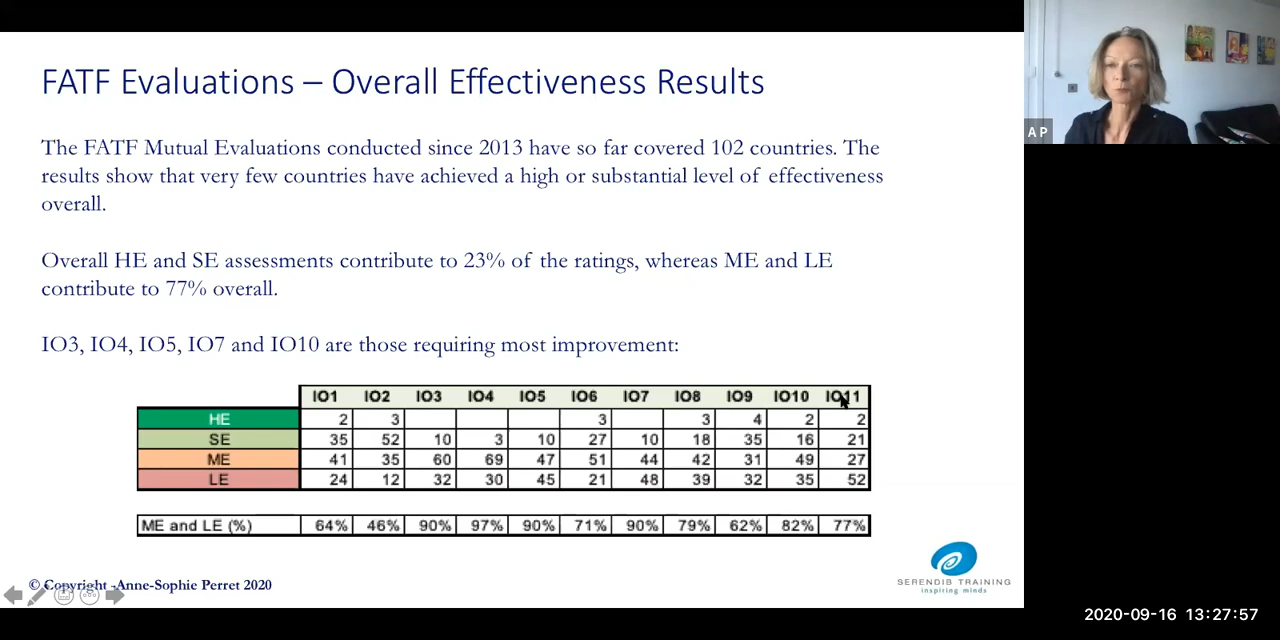 FATF Evaluations – Overall Effectiveness Results
The FATF Mutual Evaluations conducted since 2013 have so far covered 102 countries. The
results show that very few countries have achieved a high or substantial level of effectiveness
overall.
Overall HE and SE assessments contribute to 23% of the ratings, whereas ME and LE
contribute to 77% overall.
IO3, IO4, IO5, IO7 and IO10 are those requiring most improvement:
IO1 IO2 IO3 IO4 IO5 IO6 IO7 IO8 IO9 IO10 IO11
HE 2 3 3 3 4 2 2
SE 35 52 10 3 10 27 10 18 35 16 21
ME 41 35 60 69 47 51 44 42 31 49 27
LE 24 12 32 30 45 21 48 39 32 35 52
ME and LE (%) 64% 46% 90% 97% 90% 71% 90% 79% 62% 82% 77%
© Copyright -Anne-Sophie Perret 2020
SERENDIB TRAINING
inspiring minds
AP
2020-09-16 13:27:57